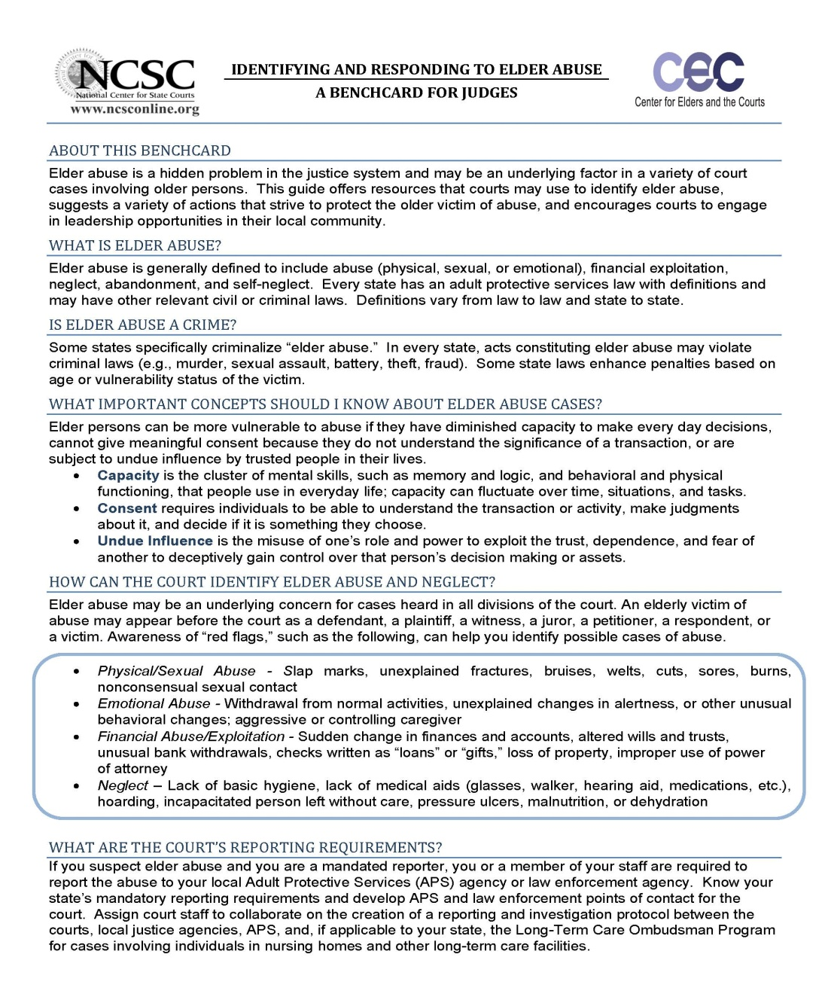 NCSC
National Center for State Courts
www.ncsconline.org
IDENTIFYING AND RESPONDING TO ELDER ABUSE
A BENCHCARD FOR JUDGES
cec
Center for Elders and the Courts
ABOUT THIS BENCHCARD
Elder abuse is a hidden problem in the justice system and may be an underlying factor in a variety of court
cases involving older persons.  This guide offers resources that courts may use to identify elder abuse,
suggests a variety of actions that strive to protect the older victim of abuse, and encourages courts to engage
in leadership opportunities in their local community.
WHAT IS ELDER ABUSE?
Elder abuse is generally defined to include abuse (physical, sexual, or emotional), financial exploitation,
neglect, abandonment, and self-neglect.  Every state has an adult protective services law with definitions and
may have other relevant civil or criminal laws.  Definitions vary from law to law and state to state.
IS ELDER ABUSE A CRIME?
Some states specifically criminalize “elder abuse.”  In every state, acts constituting elder abuse may violate
criminal laws (e.g., murder, sexual assault, battery, theft, fraud).  Some state laws enhance penalties based on
age or vulnerability status of the victim.
WHAT IMPORTANT CONCEPTS SHOULD I KNOW ABOUT ELDER ABUSE CASES?
Elder persons can be more vulnerable to abuse if they have diminished capacity to make every day decisions,
cannot give meaningful consent because they do not understand the significance of a transaction, or are
subject to undue influence by trusted people in their lives.
• Capacity is the cluster of mental skills, such as memory and logic, and behavioral and physical
functioning, that people use in everyday life; capacity can fluctuate over time, situations, and tasks.
• Consent requires individuals to be able to understand the transaction or activity, make judgments
about it, and decide if it is something they choose.
• Undue Influence is the misuse of one’s role and power to exploit the trust, dependence, and fear of
another to deceptively gain control over that person’s decision making or assets.
HOW CAN THE COURT IDENTIFY ELDER ABUSE AND NEGLECT?
Elder abuse may be an underlying concern for cases heard in all divisions of the court. An elderly victim of
abuse may appear before the court as a defendant, a plaintiff, a witness, a juror, a petitioner, a respondent, or
a victim. Awareness of “red flags,” such as the following, can help you identify possible cases of abuse.
• Physical/Sexual Abuse - Slap marks, unexplained fractures, bruises, welts, cuts, sores, burns,
nonconsensual sexual contact
• Emotional Abuse - Withdrawal from normal activities, unexplained changes in alertness, or other unusual
behavioral changes; aggressive or controlling caregiver
• Financial Abuse/Exploitation - Sudden change in finances and accounts, altered wills and trusts,
unusual bank withdrawals, checks written as “loans” or “gifts,” loss of property, improper use of power
of attorney
• Neglect – Lack of basic hygiene, lack of medical aids (glasses, walker, hearing aid, medications, etc.),
hoarding, incapacitated person left without care, pressure ulcers, malnutrition, or dehydration
WHAT ARE THE COURT’S REPORTING REQUIREMENTS?
If you suspect elder abuse and you are a mandated reporter, you or a member of your staff are required to
report the abuse to your local Adult Protective Services (APS) agency or law enforcement agency.  Know your
state’s mandatory reporting requirements and develop APS and law enforcement points of contact for the
court.  Assign court staff to collaborate on the creation of a reporting and investigation protocol between the
courts, local justice agencies, APS, and, if applicable to your state, the Long-Term Care Ombudsman Program
for cases involving individuals in nursing homes and other long-term care facilities.